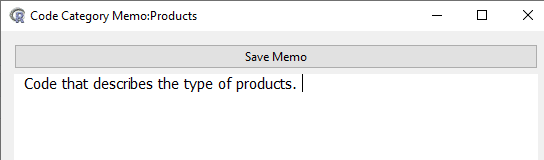 Code Category Memo:Products
Save Memo
Code that describes the type of products.